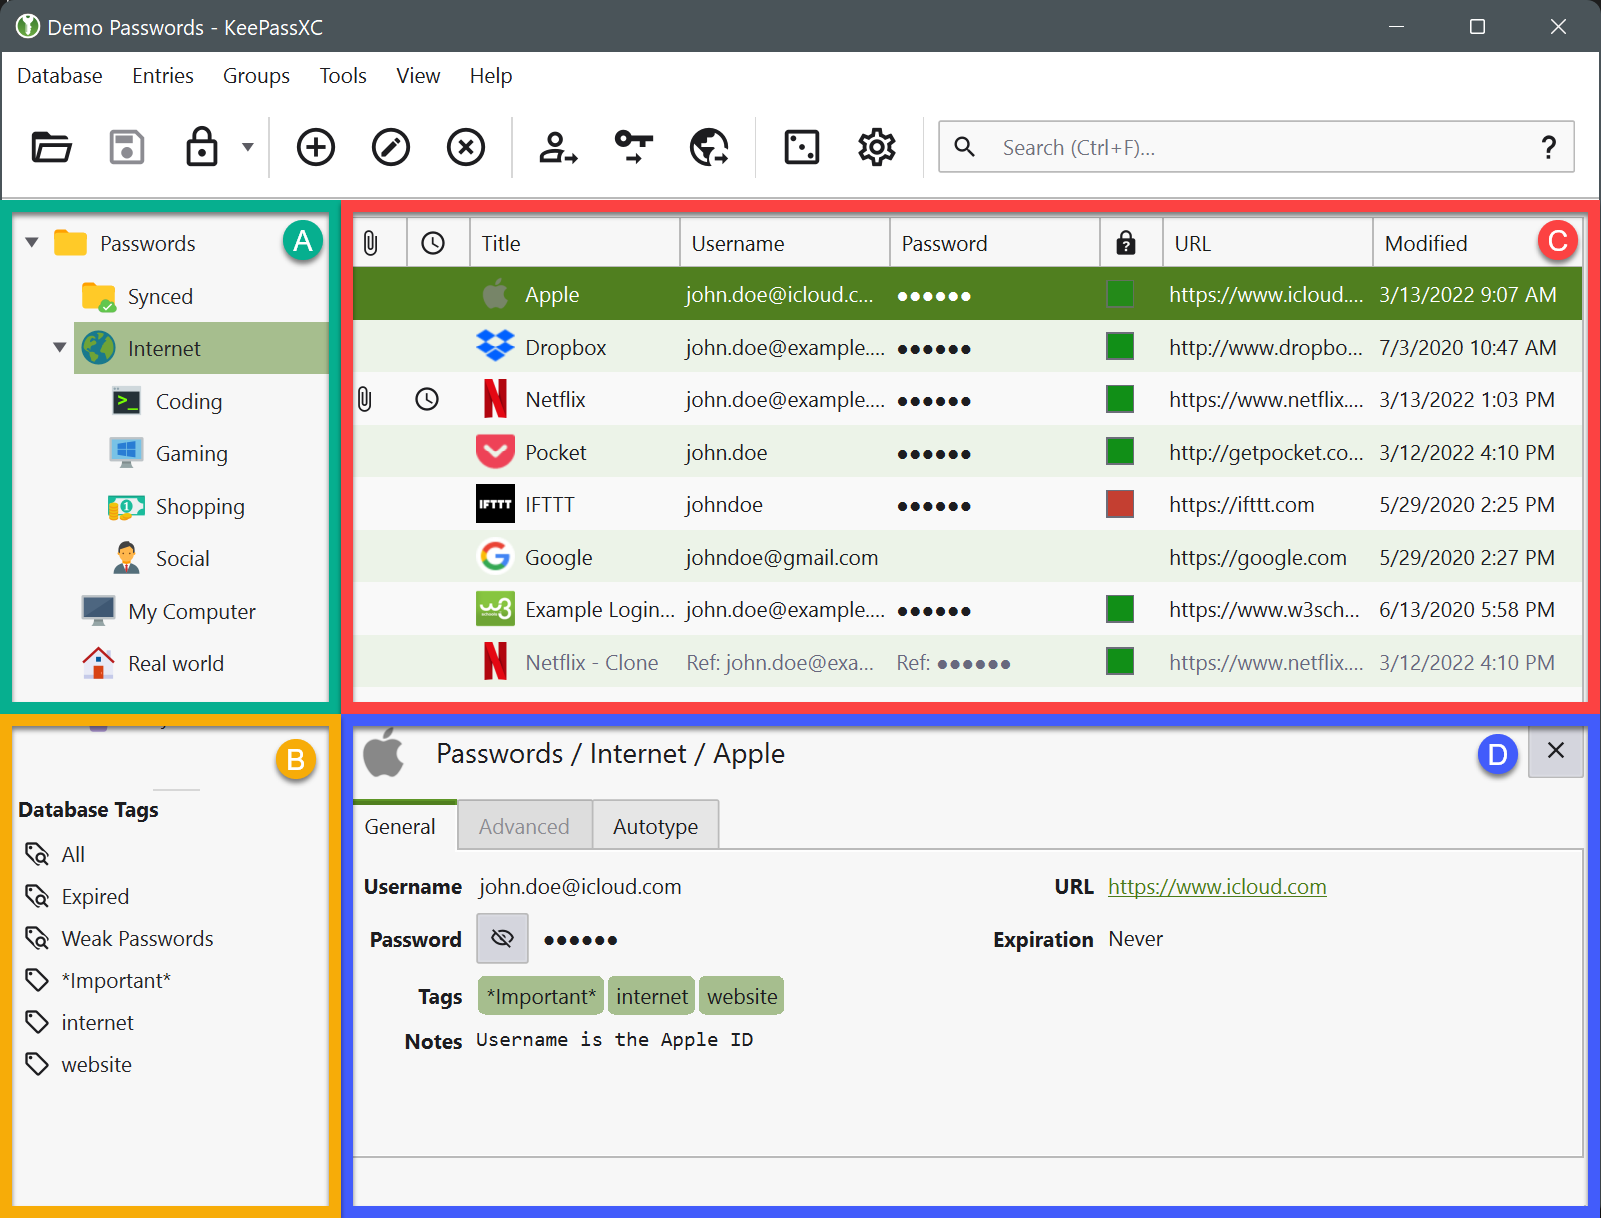 Demo Passwords - KeePassXC
Database Entries Groups Tools View Help
Search (Ctrl+F)... ?
A
Passwords
Synced
Internet
Coding
Gaming
Shopping
Social
My Computer
Real world
Title Username Password URL Modified C
Apple john.doe@icloud.c... ●●●●●● https://www.icloud.... 3/13/2022 9:07 AM
Dropbox john.doe@example.... ●●●●●● http://www.dropbo... 7/3/2020 10:47 AM
Netflix john.doe@example.... ●●●●●● https://www.netflix.... 3/13/2022 1:03 PM
Pocket john.doe ●●●●●● http://getpocket.co... 3/12/2022 4:10 PM
IFTTT IFTTT johndoe ●●●●●● https://ifttt.com 5/29/2020 2:25 PM
Google johndoe@gmail.com https://google.com 5/29/2020 2:27 PM
Example Login... john.doe@example.... ●●●●●● https://www.w3sch... 6/13/2020 5:58 PM
Netflix - Clone Ref: john.doe@exa... Ref: ●●●●●● https://www.netflix.... 3/12/2022 4:10 PM
B
Database Tags
All
Expired
Weak Passwords
*Important*
internet
website
Passwords / Internet / Apple D
General Advanced Autotype
Username john.doe@icloud.com URL https://www.icloud.com
Password ●●●●●● Expiration Never
Tags *Important* internet website
Notes Username is the Apple ID